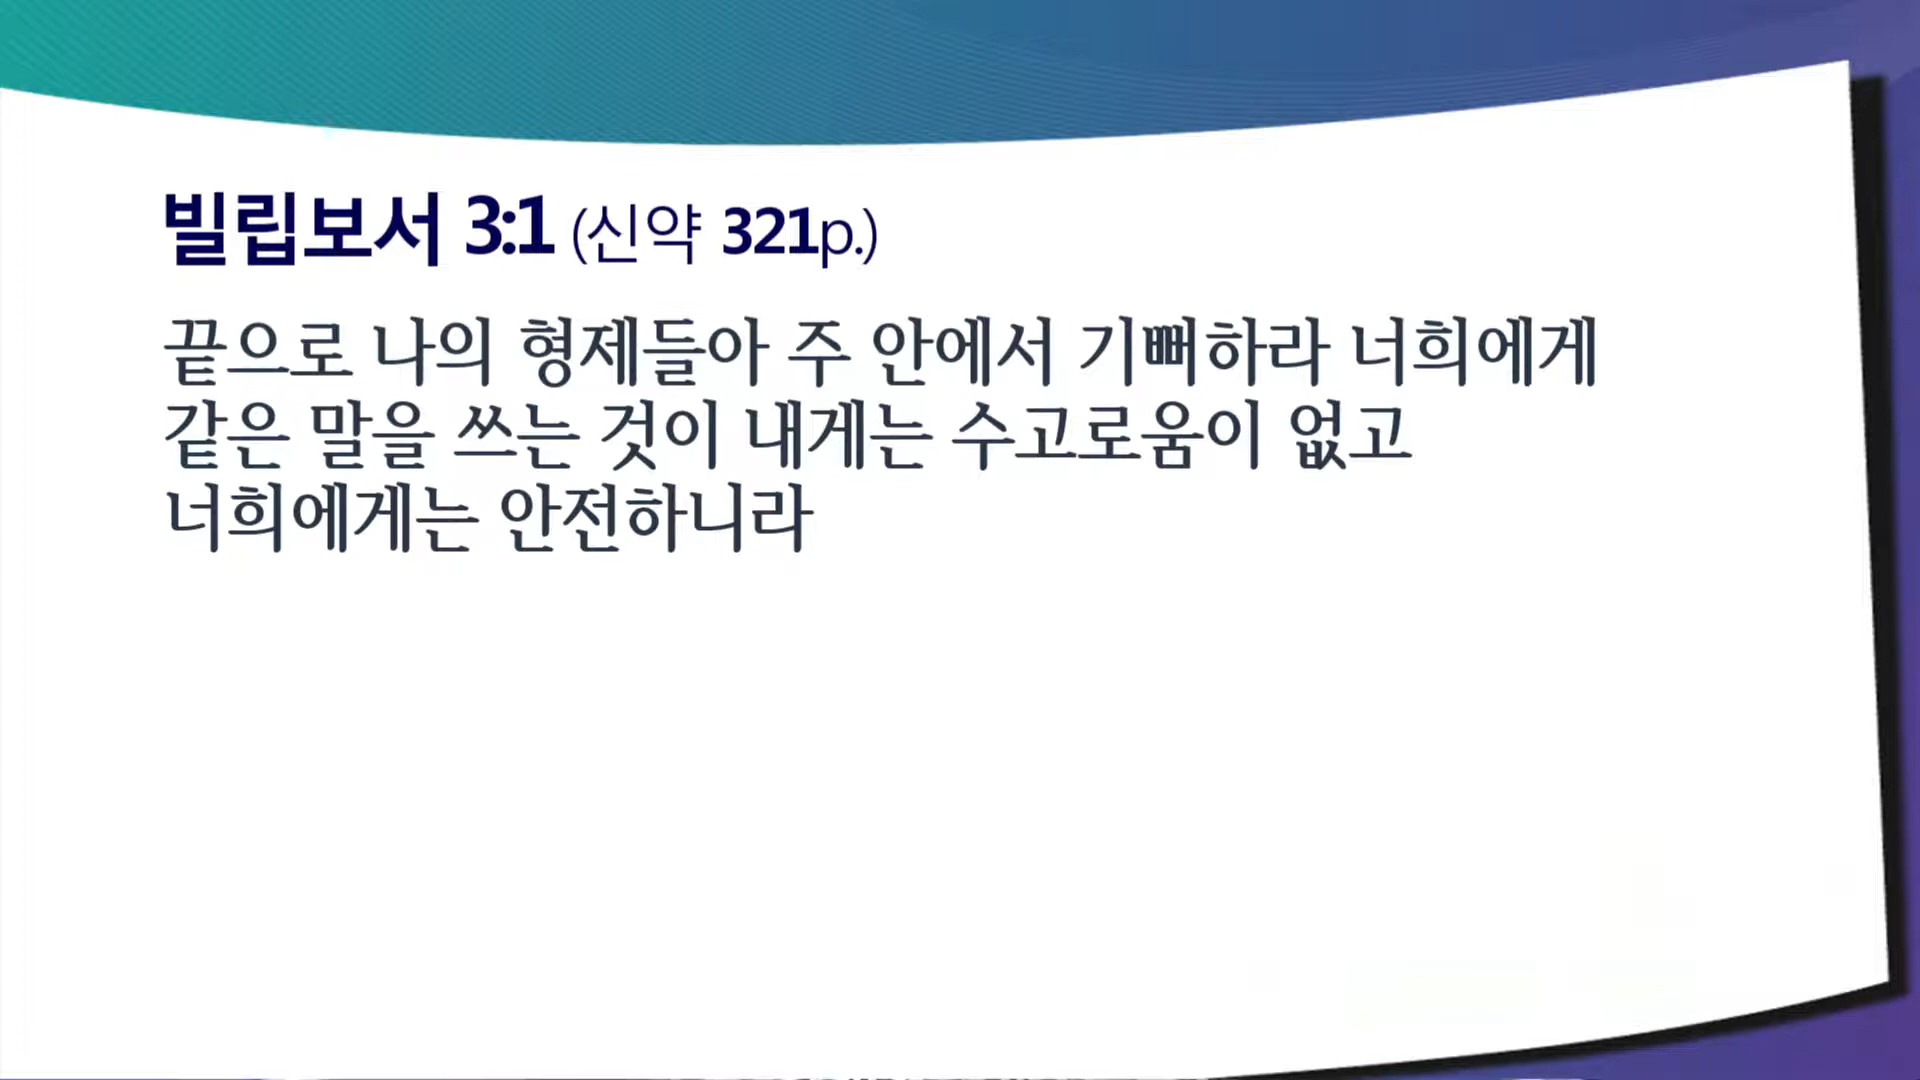 빌립보서 3:1 (신약 321p.)
끝으로 나의 형제들아 주 안에서 기뻐하라 너희에게
같은 말을 쓰는 것이 내게는 수고로움이 없고
너희에게는 안전하니라